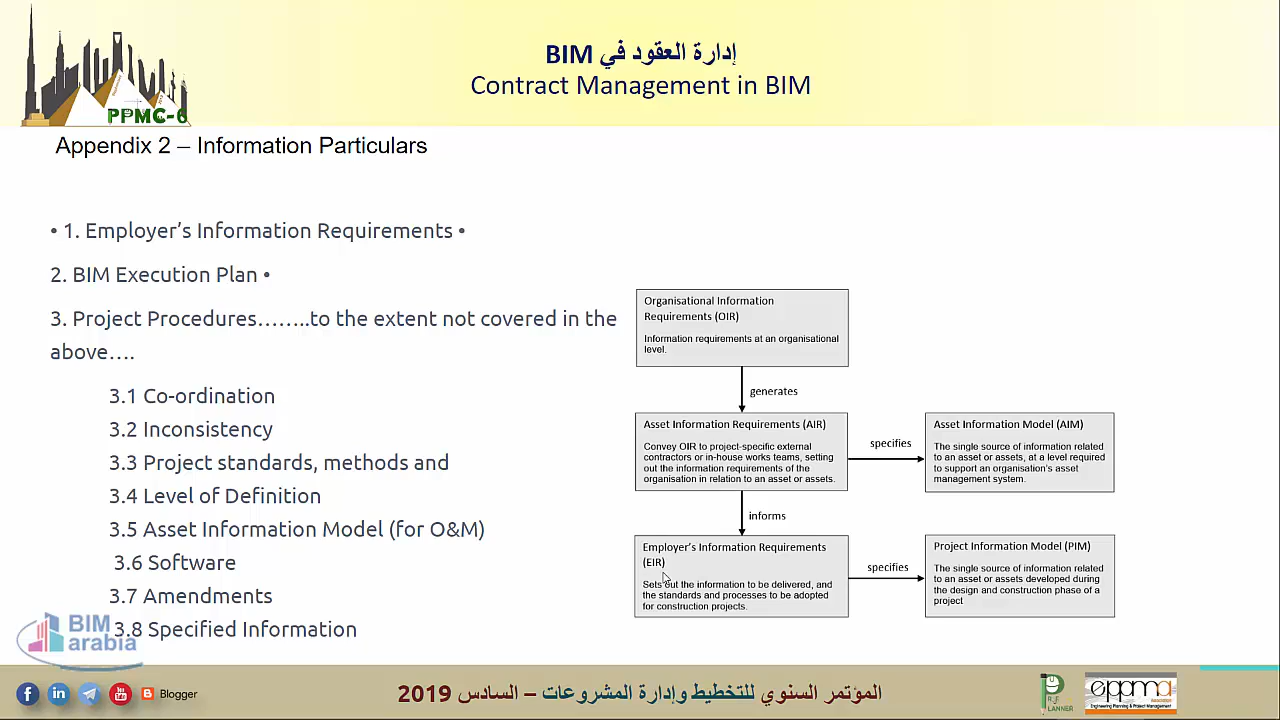 إدارة العقود في BIM
Contract Management in BIM
PPMC-6
Appendix 2 – Information Particulars
• 1. Employer’s Information Requirements •
2. BIM Execution Plan •
3. Project Procedures……..to the extent not covered in the
above….
3.1 Co-ordination
3.2 Inconsistency
3.3 Project standards, methods and
3.4 Level of Definition
3.5 Asset Information Model (for O&M)
3.6 Software
3.7 Amendments
3.8 Specified Information
Organisational Information
Requirements (OIR)
Information requirements at an organisational
level.
generates
Asset Information Requirements (AIR)
Convey OIR to project-specific external
contractors or in-house works teams, setting
out the information requirements of the
organisation in relation to an asset or assets.
specifies
Asset Information Model (AIM)
The single source of information related
to an asset or assets, at a level required
to support an organisation’s asset
management system.
informs
Employer’s Information Requirements
(EIR)
Sets out the information to be delivered, and
the standards and processes to be adopted
for construction projects.
specifies
Project Information Model (PIM)
The single source of information related
to an asset or assets developed during
the design and construction phase of a
project
BIM
arabia
Blogger
المؤتمر السنوي للتخطيط وإدارة المشروعات – السادس 2019
PLANNER
eppma
Engineering Planning & Project Management